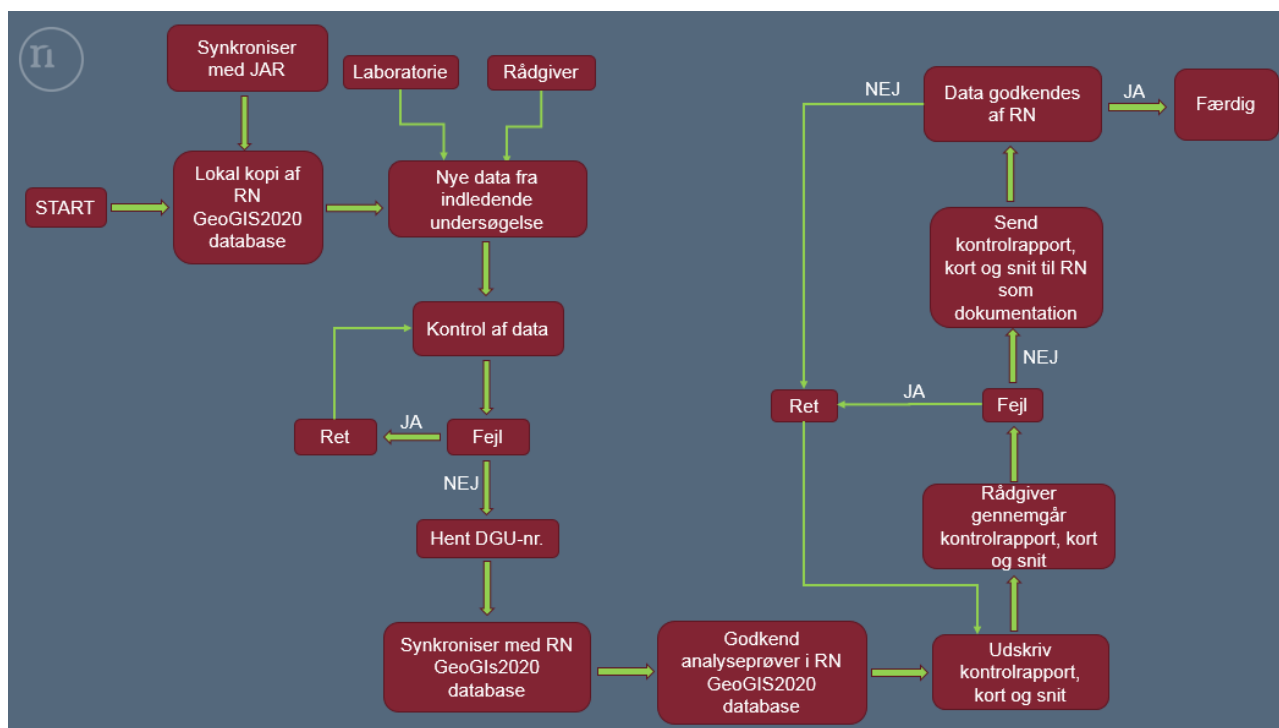 rn
Synkroniser
med JAR
Laboratorie
Rådgiver
START
Lokal kopi af
RN
GeoGIS2020
database
Nye data fra
indledende
undersøgelse
Kontrol af data
Ret
JA
Fejl
NEJ
Hent DGU-nr.
Synkroniser med RN
GeoGIs2020
database
Godkend
analyseprøver i RN
GeoGIS2020
database
Udskriv
kontrolrapport,
kort og snit
Rådgiver
gennemgår
kontrolrapport, kort
og snit
Ret
JA
Fejl
NEJ
Send
kontrolrapport,
kort og snit til RN
som
dokumentation
NEJ
Data godkendes
af RN
JA
Færdig